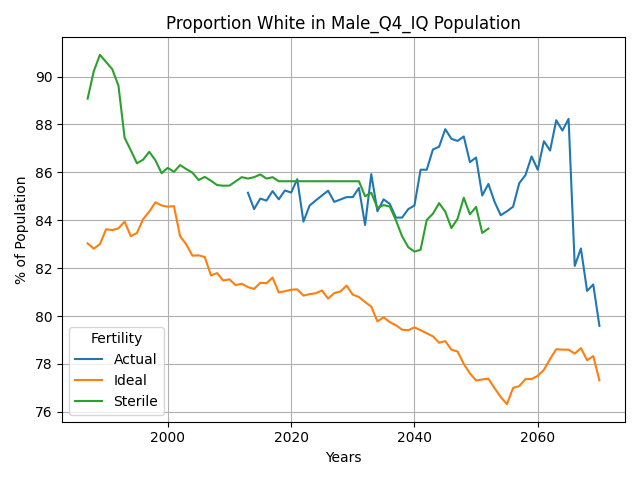 Proportion White in Male_Q4_IQ Population
% of Population
90
88
86
84
82
80
78
76
Fertility
Actual
Ideal
Sterile
2000
2020
2040
2060
Years